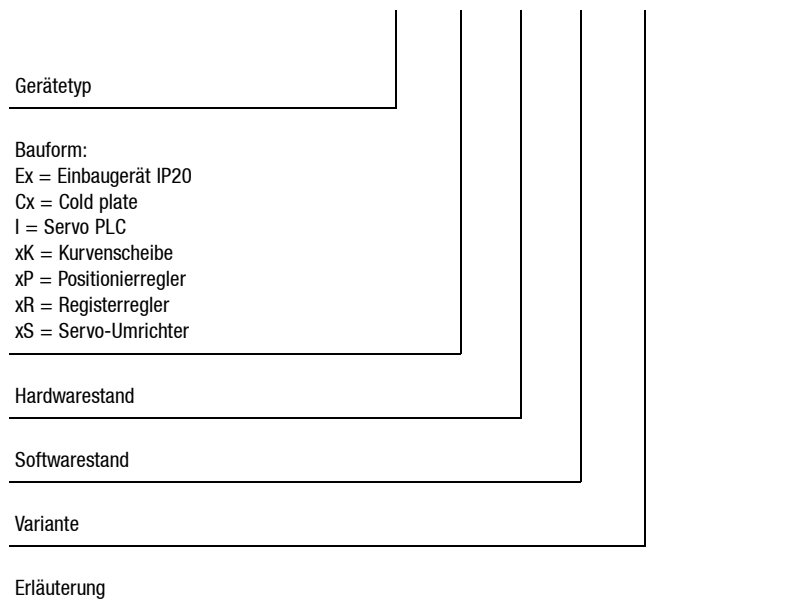 Gerätetyp
Bauform:
Ex = Einbaugerät IP20
Cx = Cold plate
I = Servo PLC
xK = Kurvenscheibe
xP = Positionierregler
xR = Registerregler
xS = Servo-Umrichter
Hardwarestand
Softwarestand
Variante
Erläuterung